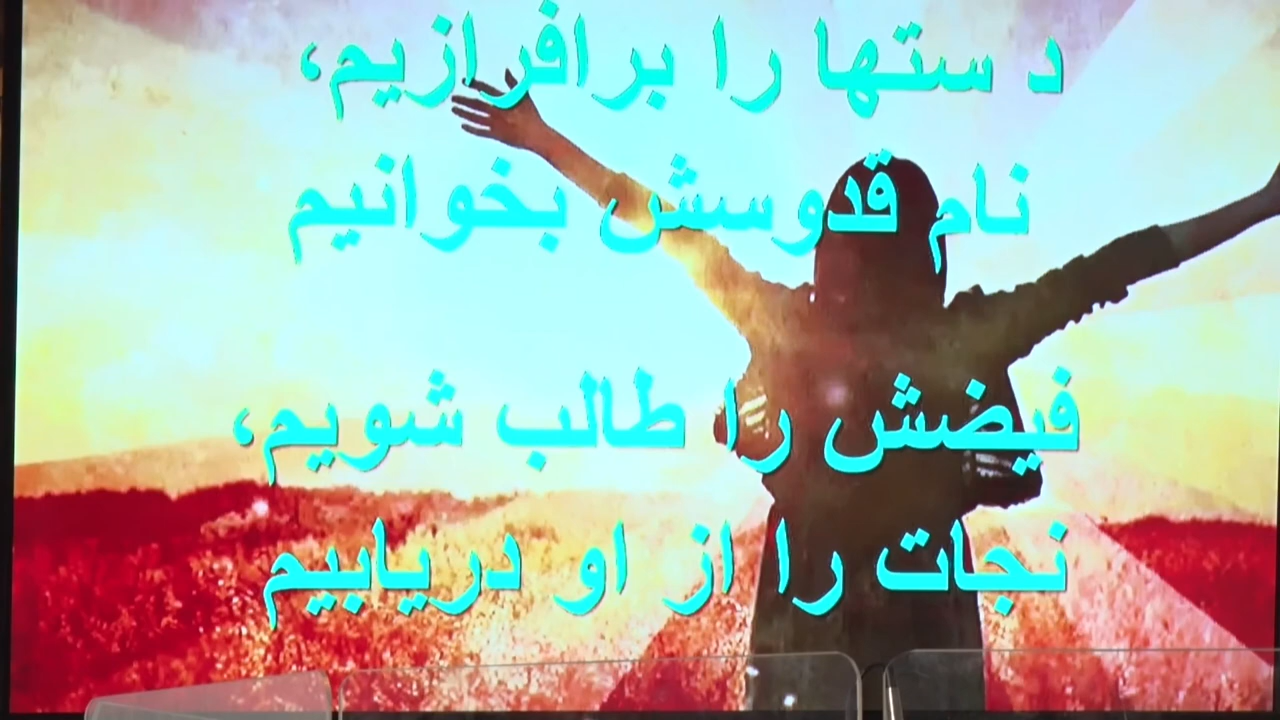 د ستها را برافرازیم،
نام قدوسش بخوانیم
فیضش را طالب شویم،
نجات را از او دریابیم